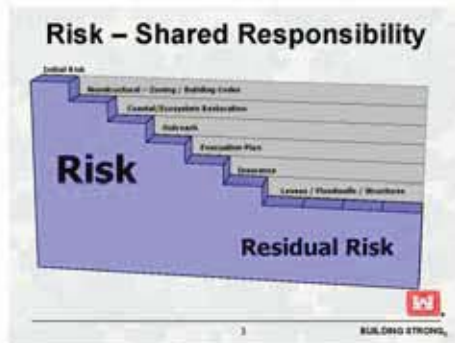 Risk – Shared Responsibility
Initial Risk
Nonstructural – Zoning / Building Codes
Coastal/Ecosystem Restoration
Outreach
Evacuation Plan
Insurance
Levees / Floodwalls / Structures
Risk
Residual Risk
3
BUILDING STRONG®